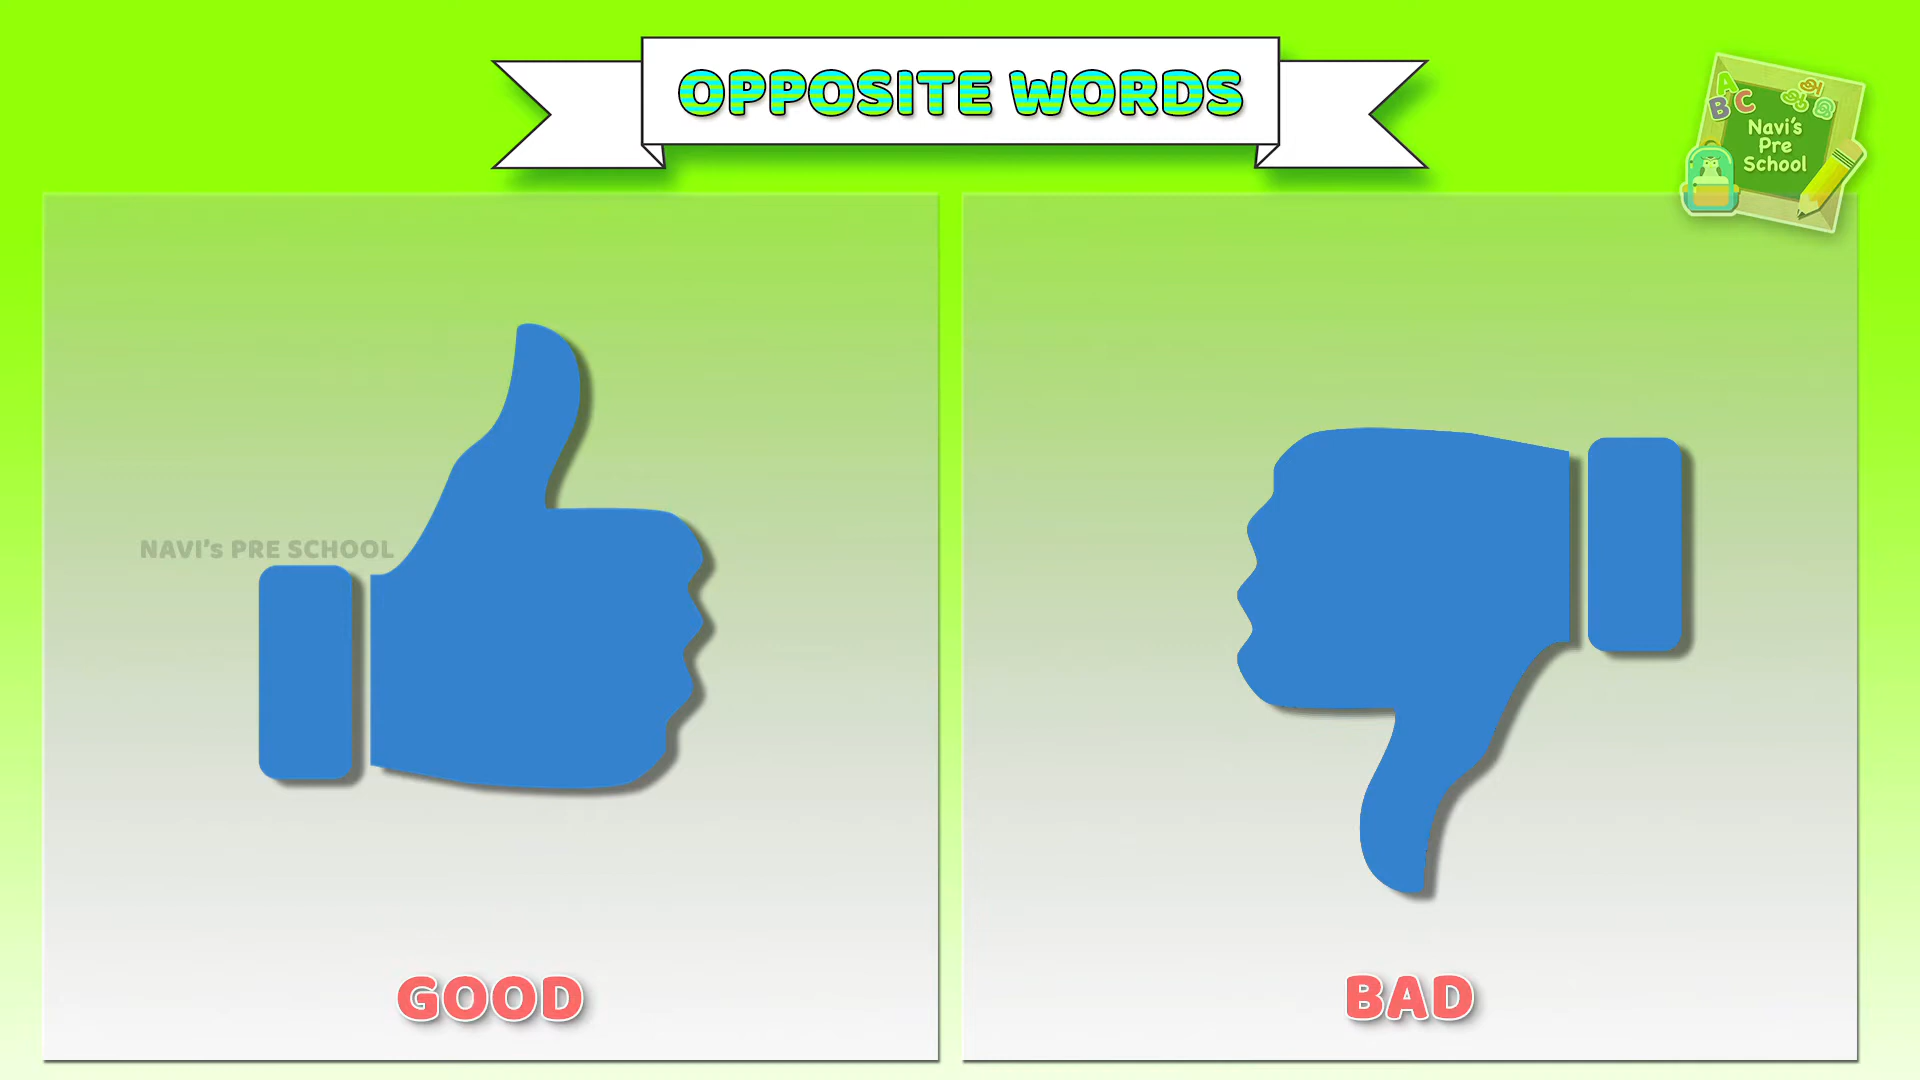 OPPOSITE WORDS
A
B C
அ
ஆ இ
Navi's
Pre
School
NAVI's PRE SCHOOL
GOOD
BAD